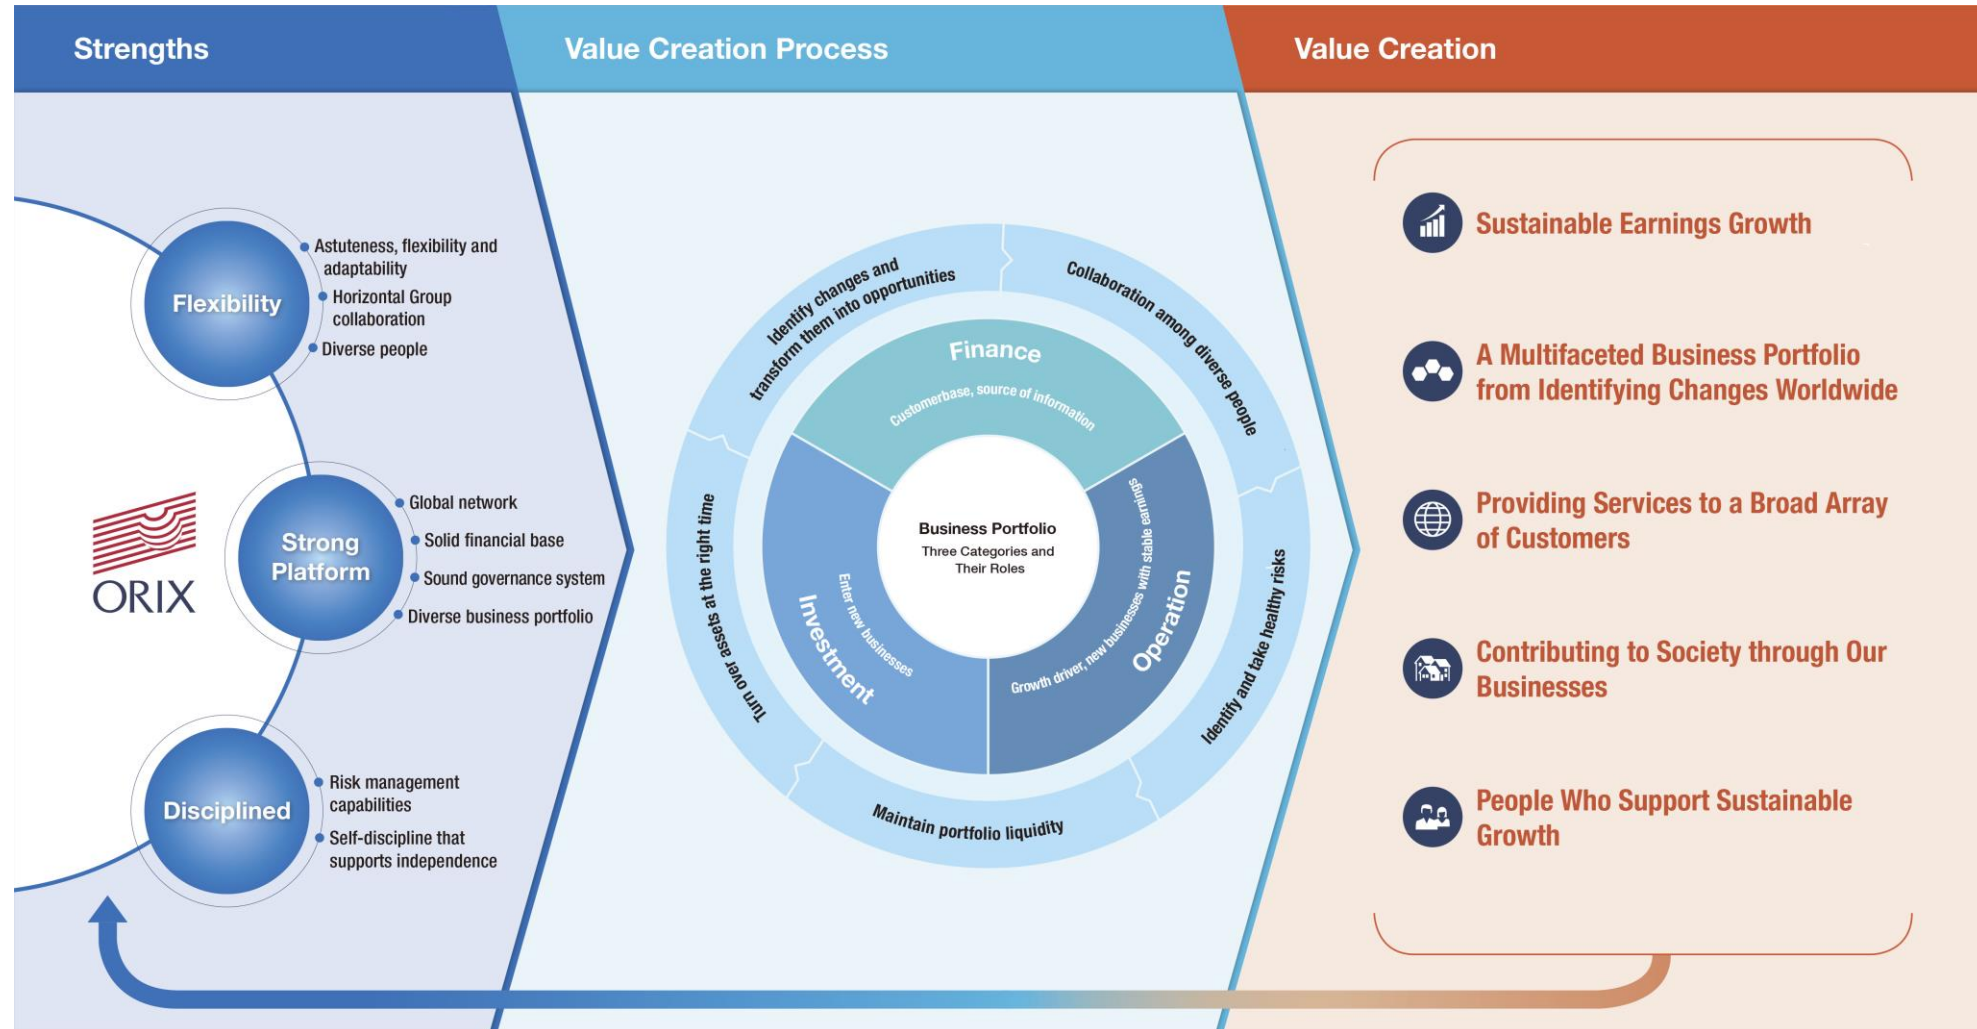 Strengths
Value Creation Process
Value Creation
Flexibility
Astuteness, flexibility and
adaptability
Horizontal Group
collaboration
Diverse people
ORIX
Strong
Platform
Global network
Solid financial base
Sound governance system
Diverse business portfolio
Disciplined
Risk management
capabilities
Self-discipline that
supports independence
Identify changes and
transform them into opportunities
Collaboration among diverse people
Identify and take healthy risks
Maintain portfolio liquidity
Turn over assets at the right time
Finance
Customerbase, source of information
Operation
Growth driver, new businesses with stable earnings
Investment
Enter new businesses
Business Portfolio
Three Categories and
Their Roles
Sustainable Earnings Growth
A Multifaceted Business Portfolio
from Identifying Changes Worldwide
Providing Services to a Broad Array
of Customers
Contributing to Society through Our
Businesses
People Who Support Sustainable
Growth